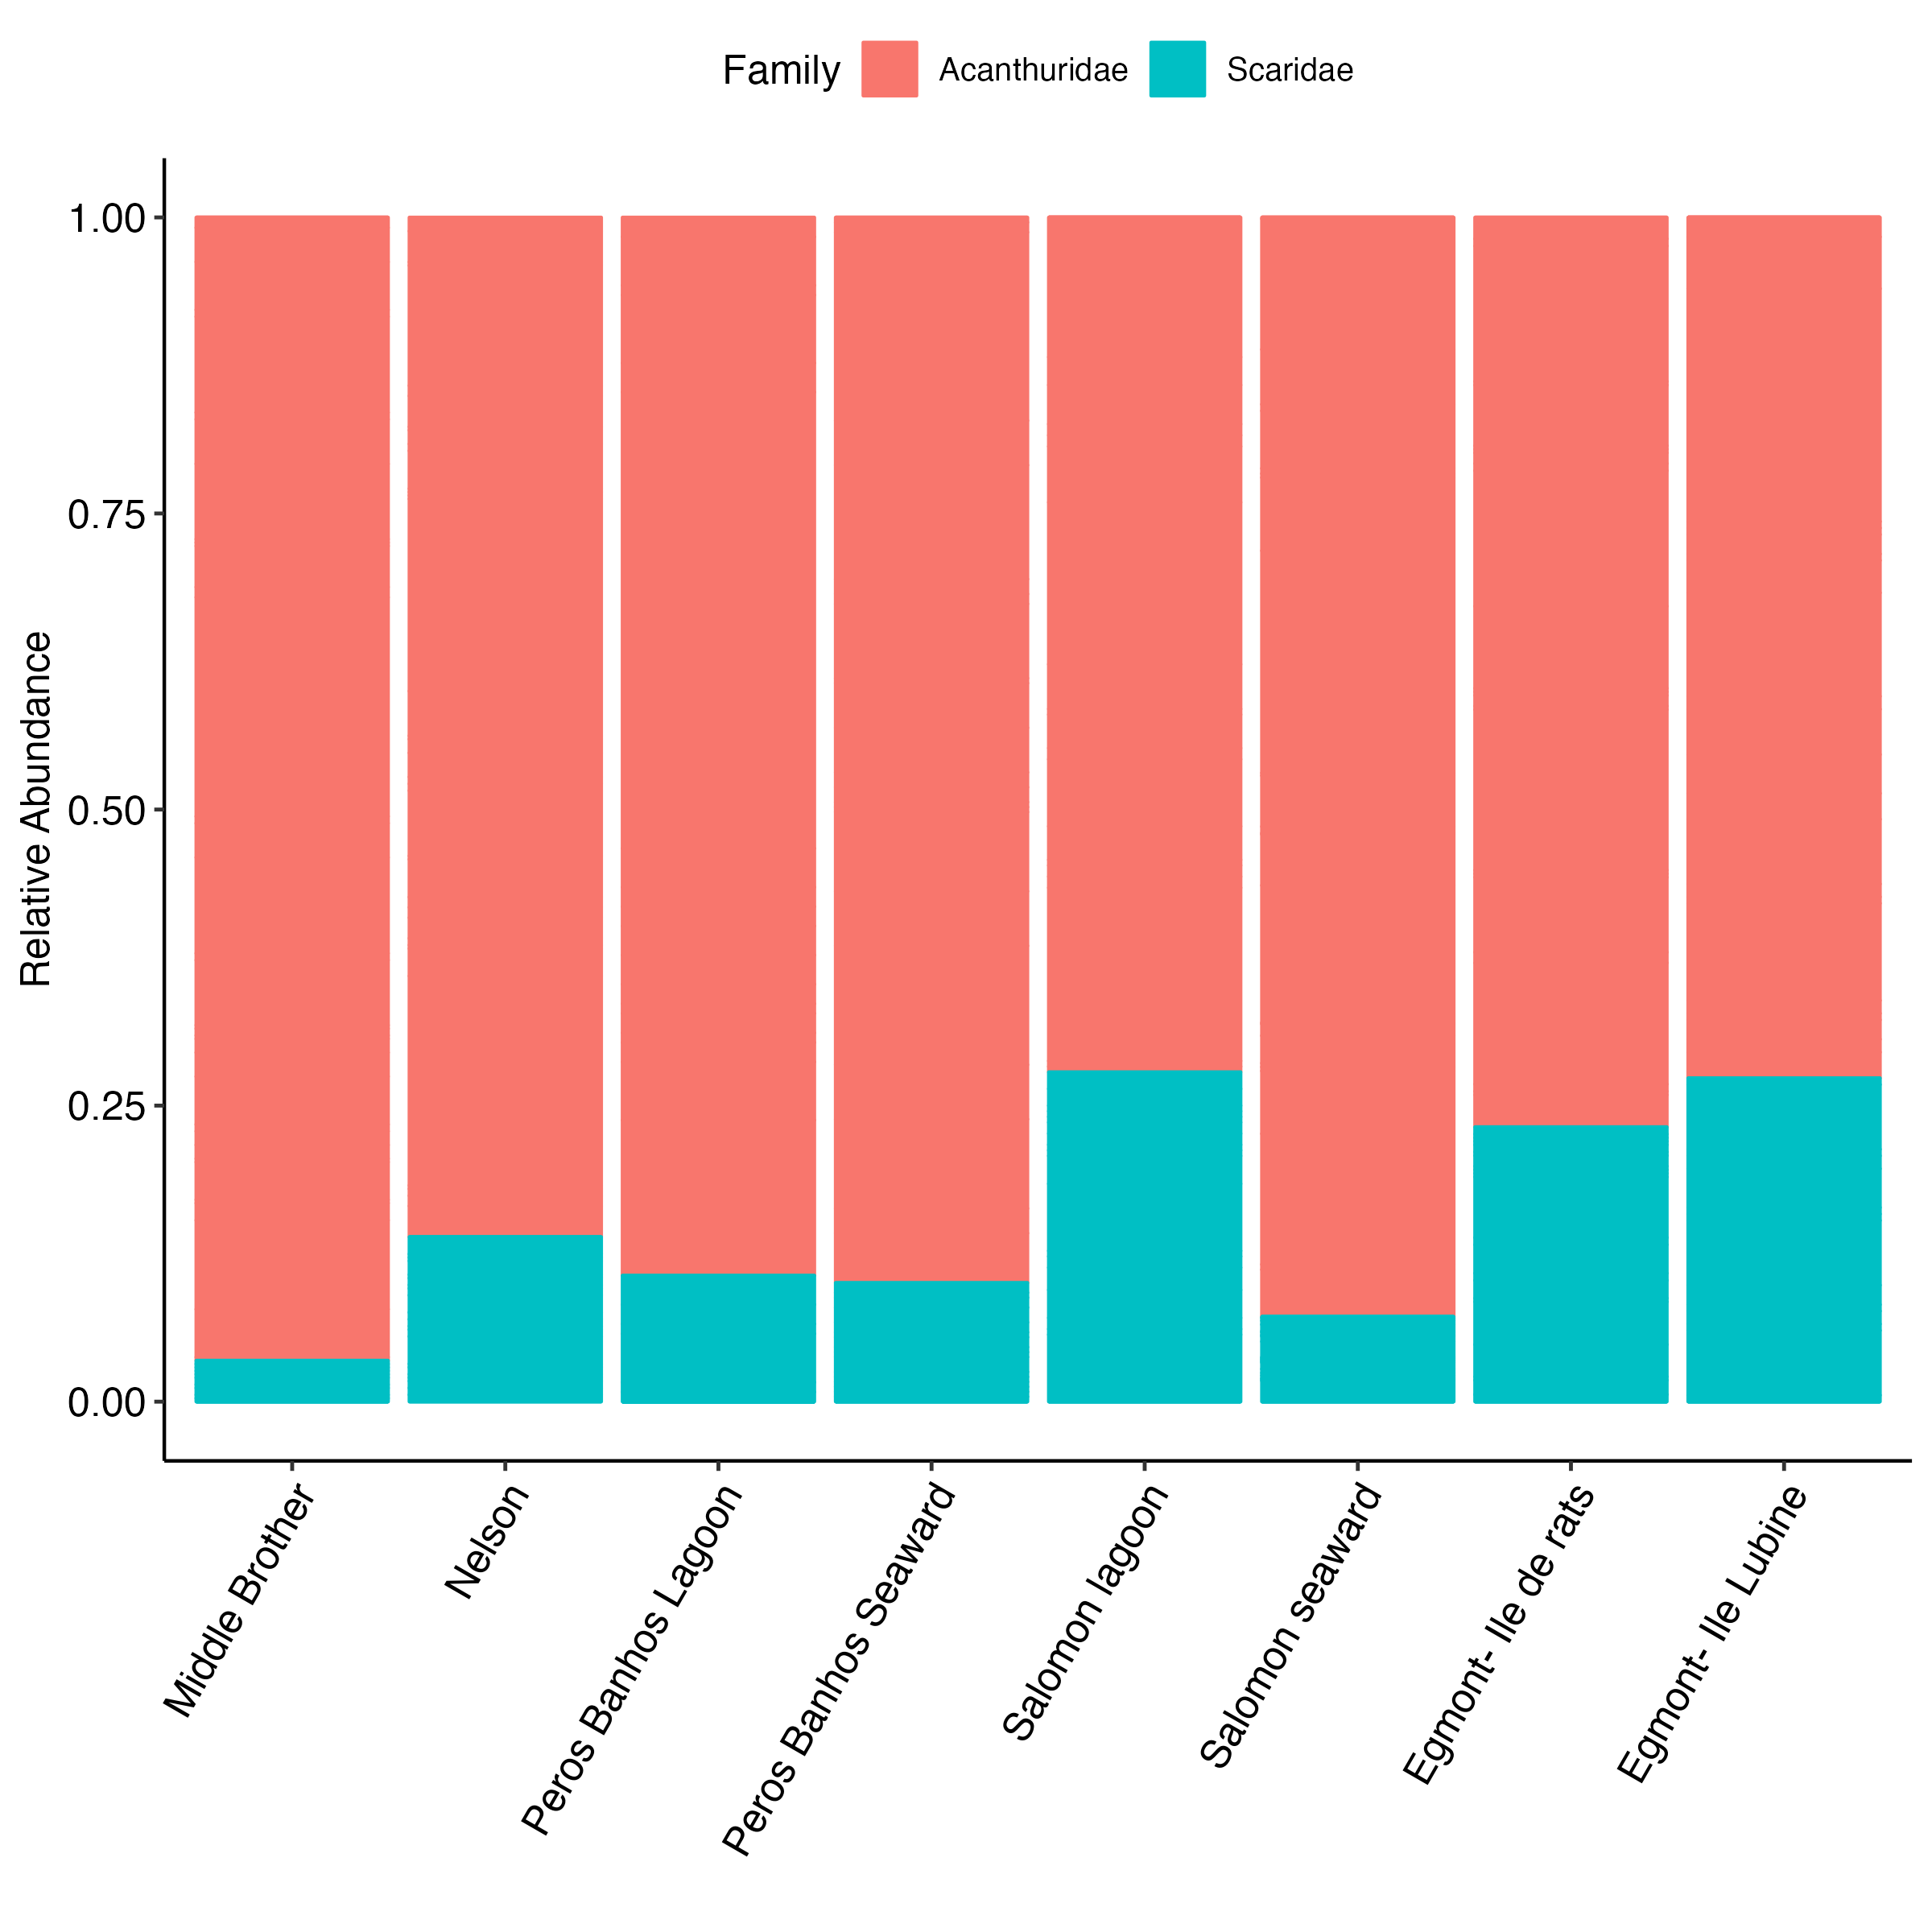 Family Acanthuridae Scaridae
1.00
0.75
0.50
0.25
0.00
Relative Abundance
Middle Brother
Nelson
Peros Banhos Lagoon
Peros Banhos Seaward
Salomon lagoon
Salomon seaward
Egmont- Ile de rats
Egmont- Ile Lubine